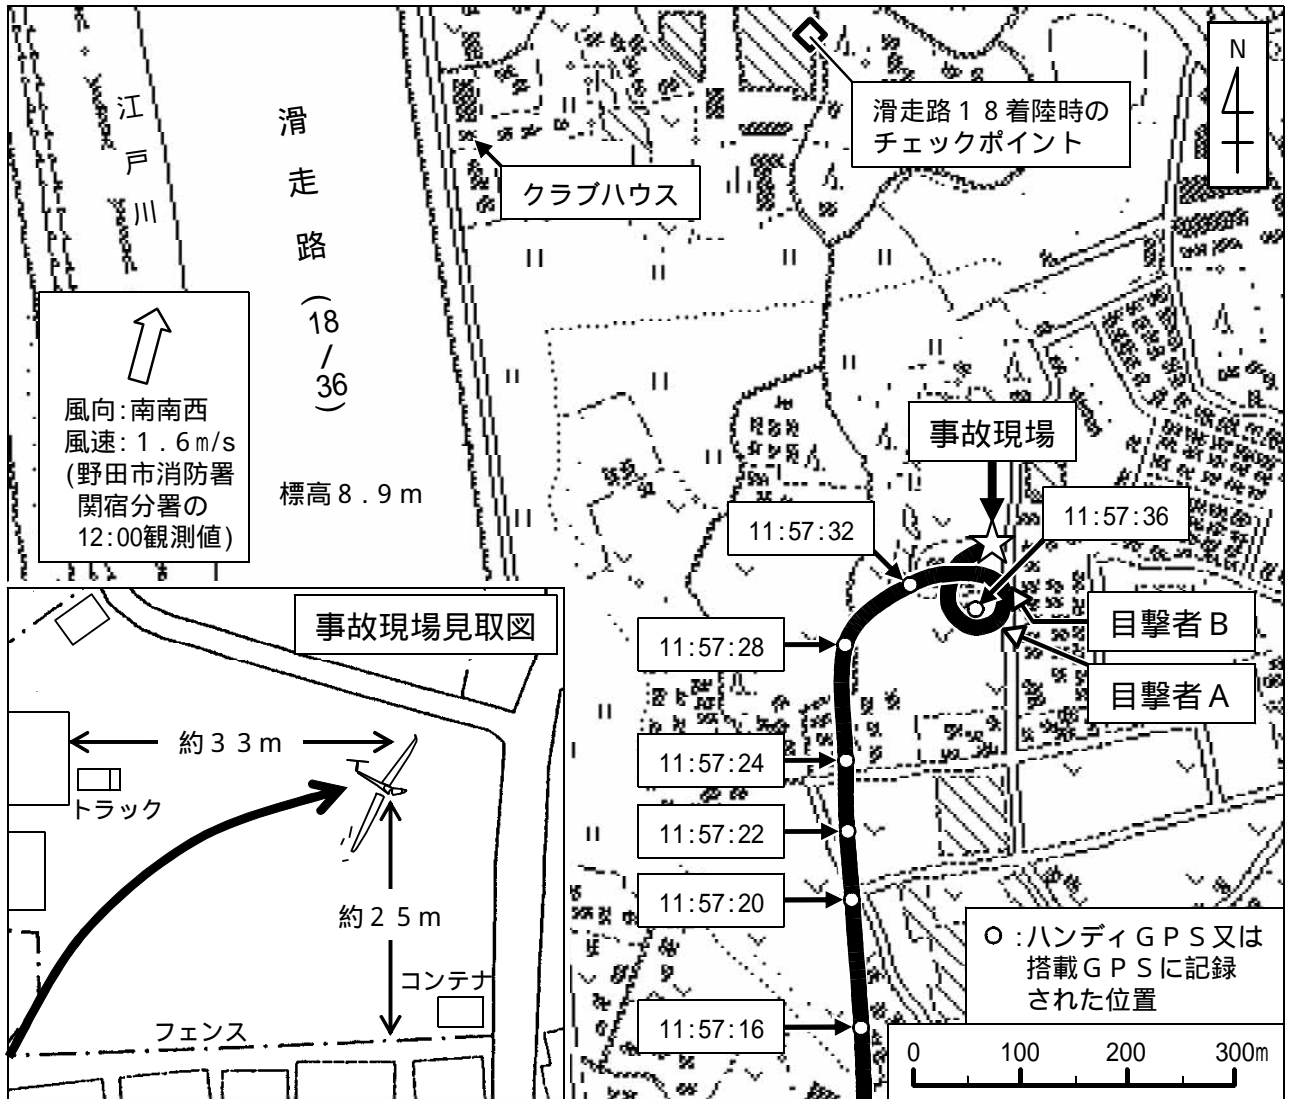 江戸川
滑走路(18/36)
標高8.9m
クラブハウス
滑走路18着陸時の
チェックポイント
N
風向:南南西
風速:1.6m/s
(野田市消防署
関宿分署の
12:00観測値)
事故現場
11:57:36
11:57:32
目撃者B
目撃者A
11:57:28
11:57:24
11:57:22
11:57:20
11:57:16
事故現場見取図
約33m
トラック
約25m
コンテナ
フェンス
:ハンディGPS又は
搭載GPSに記録
された位置
0 100 200 300m